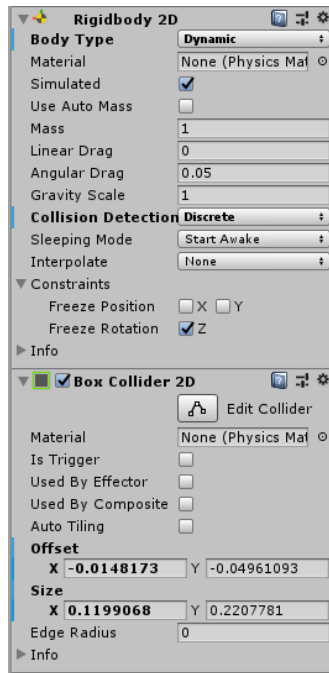 Rigidbody 2D
Body Type Dynamic
Material None (Physics Mat
Simulated
Use Auto Mass
Mass 1
Linear Drag 0
Angular Drag 0.05
Gravity Scale 1
Collision Detection Discrete
Sleeping Mode Start Awake
Interpolate None
Constraints
Freeze Position X Y
Freeze Rotation Z
Info
Box Collider 2D
Edit Collider
Material None (Physics Mat
Is Trigger
Used By Effector
Used By Composite
Auto Tiling
Offset
X -0.0148173 Y -0.04961093
Size
X 0.1199068 Y 0.2207781
Edge Radius 0
Info